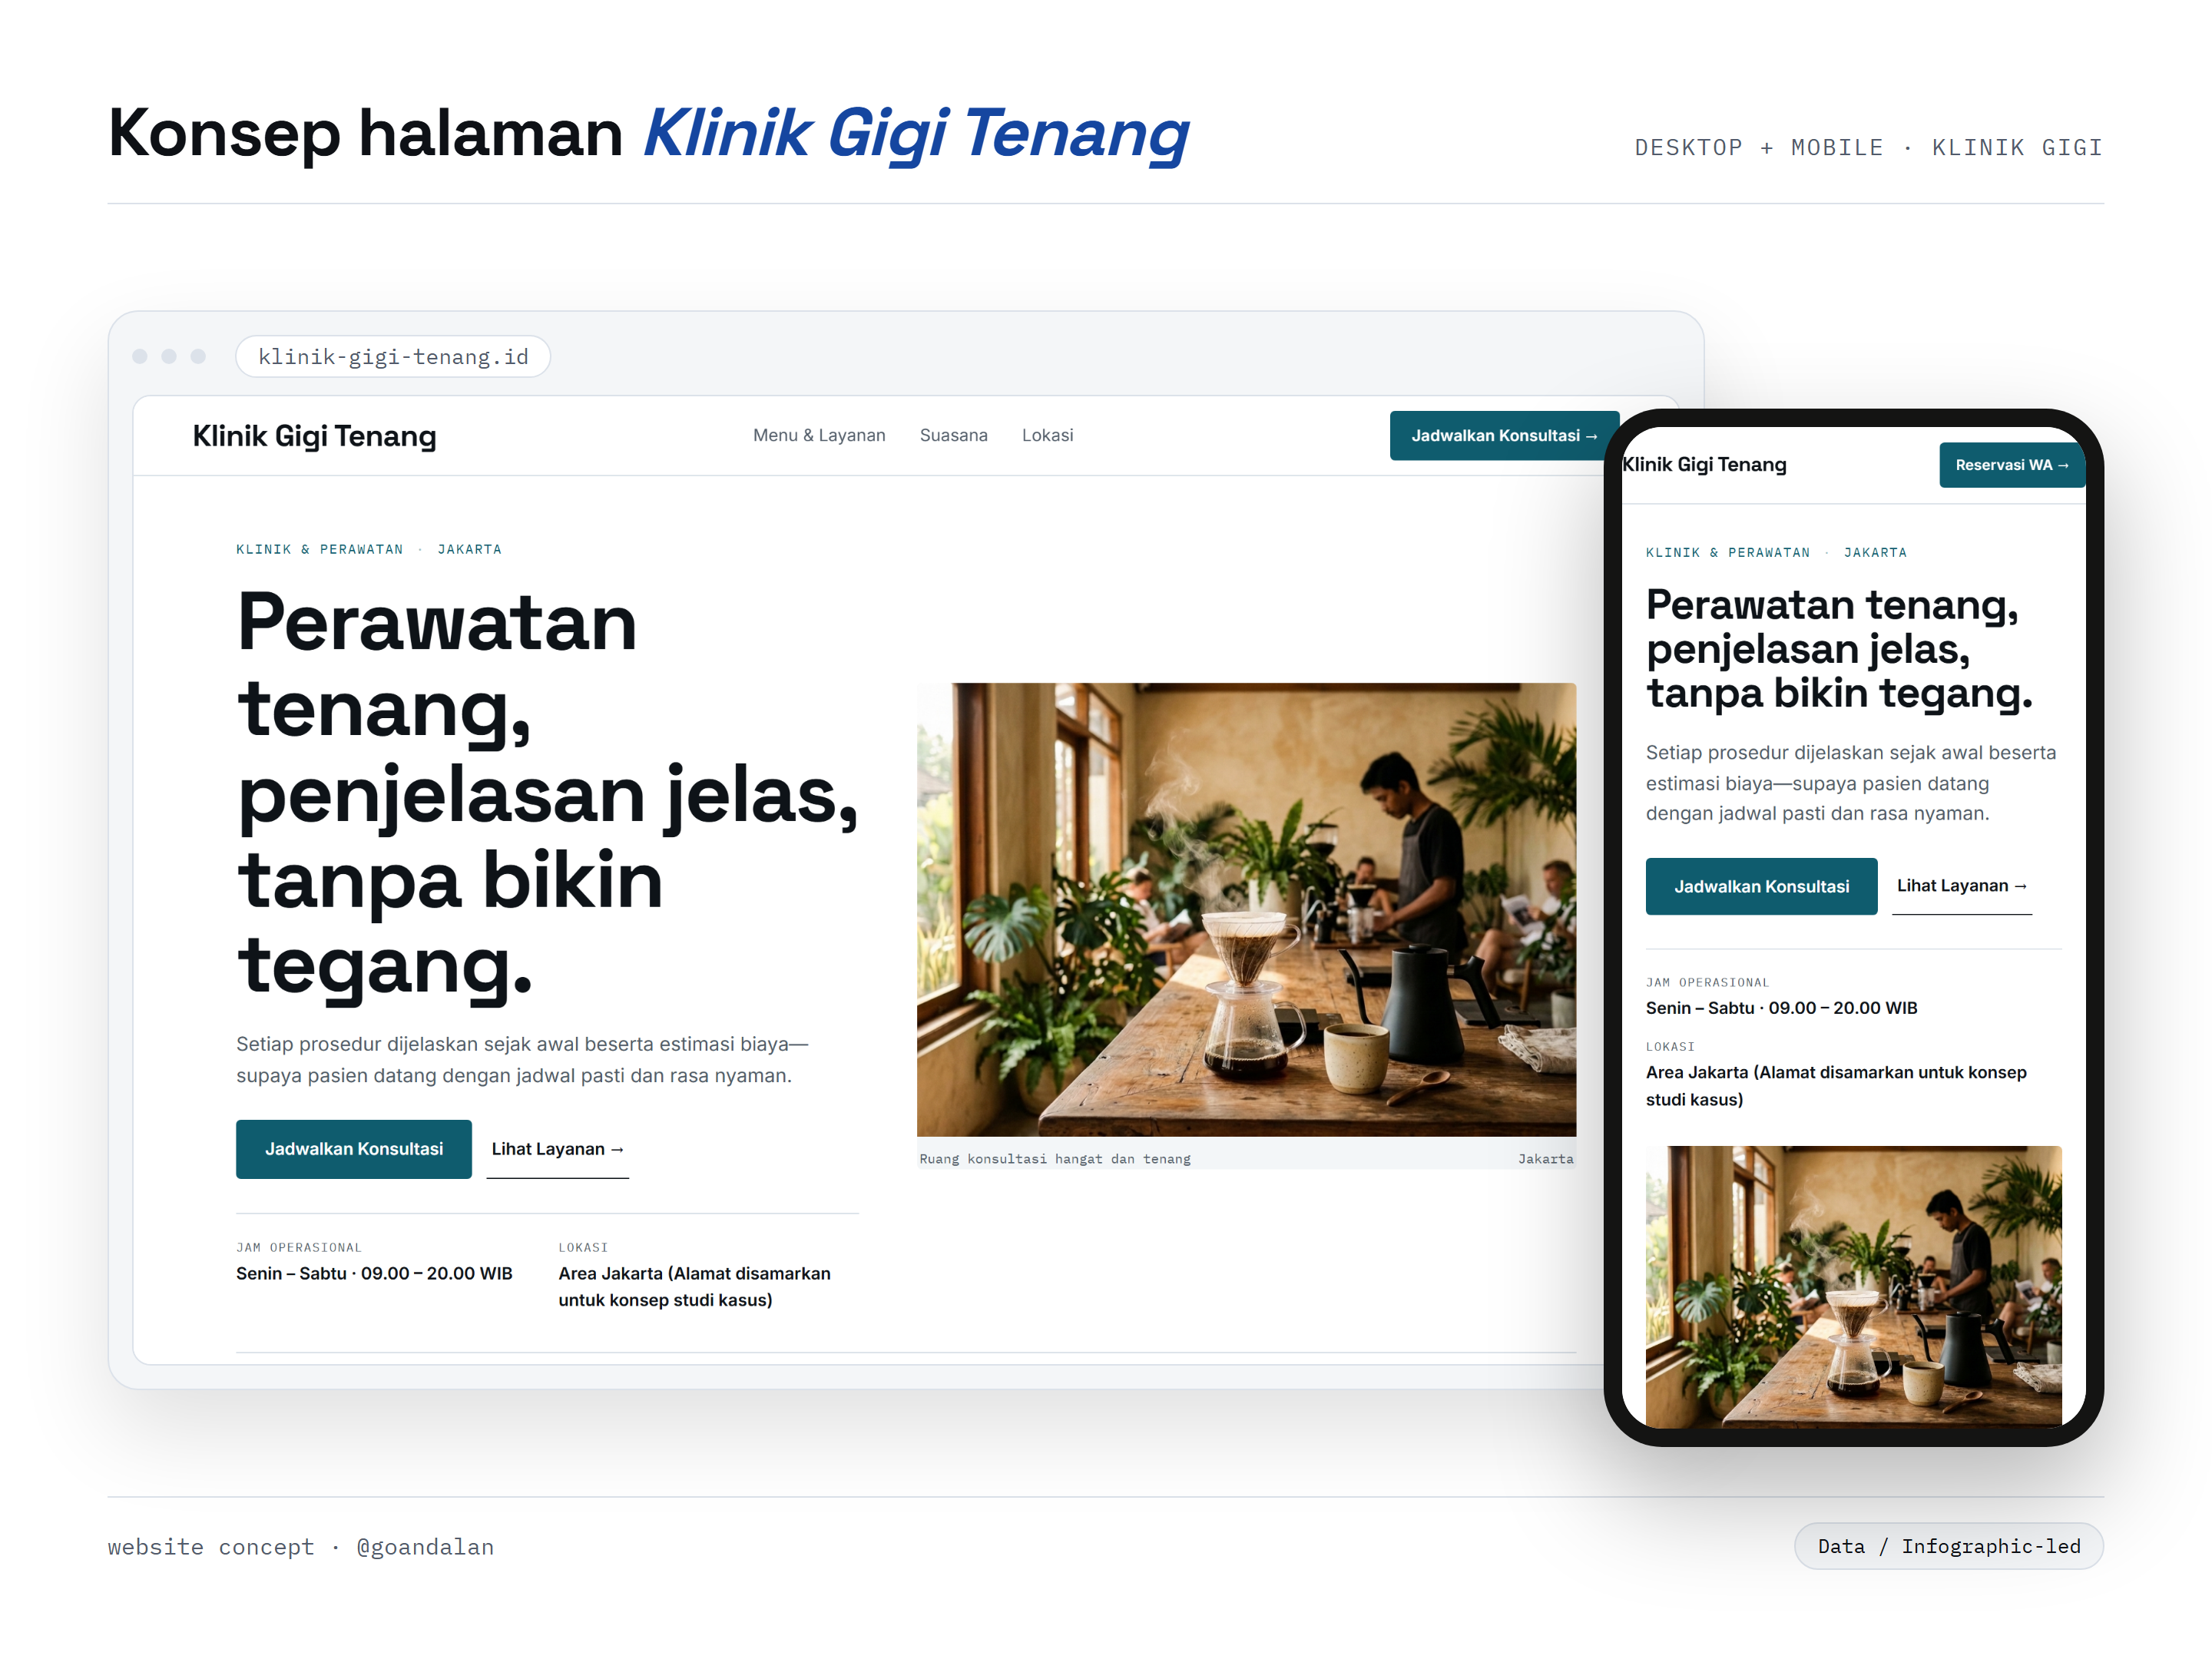 Konsep halaman Klinik Gigi Tenang
DESKTOP + MOBILE · KLINIK GIGI
klinik-gigi-tenang.id
Klinik Gigi Tenang
Menu & Layanan
Suasana
Lokasi
Jadwalkan Konsultasi →
KLINIK & PERAWATAN · JAKARTA
Perawatan
tenang,
penjelasan jelas,
tanpa bikin
tegang.
Setiap prosedur dijelaskan sejak awal beserta estimasi biaya—
supaya pasien datang dengan jadwal pasti dan rasa nyaman.
Jadwalkan Konsultasi
Lihat Layanan →
JAM OPERASIONAL
Senin – Sabtu · 09.00 – 20.00 WIB
LOKASI
Area Jakarta (Alamat disamarkan
untuk konsep studi kasus)
Ruang konsultasi hangat dan tenang
Jakarta
Klinik Gigi Tenang
Reservasi WA →
KLINIK & PERAWATAN · JAKARTA
Perawatan tenang,
penjelasan jelas,
tanpa bikin tegang.
Setiap prosedur dijelaskan sejak awal beserta
estimasi biaya—supaya pasien datang
dengan jadwal pasti dan rasa nyaman.
Jadwalkan Konsultasi
Lihat Layanan →
JAM OPERASIONAL
Senin – Sabtu · 09.00 – 20.00 WIB
LOKASI
Area Jakarta (Alamat disamarkan untuk konsep
studi kasus)
website concept · @goandalan
Data / Infographic-led